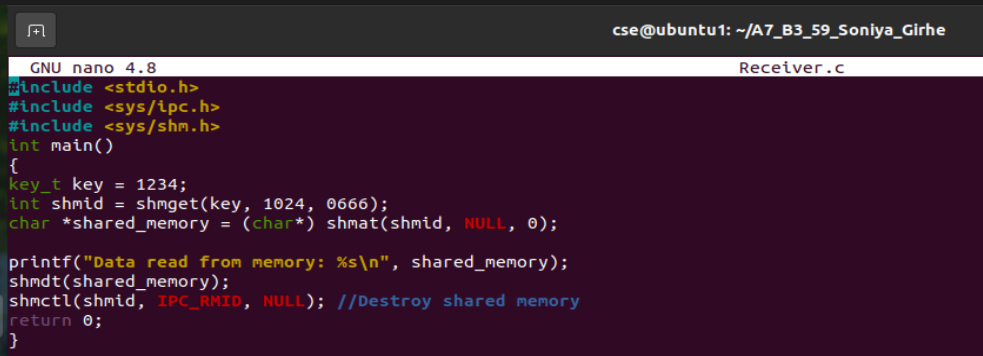 cse@ubuntu1: ~/A7_B3_59_Soniya_Girhe
GNU nano 4.8 Receiver.c
#include <stdio.h>
#include <sys/ipc.h>
#include <sys/shm.h>
int main()
{
key_t key = 1234;
int shmid = shmget(key, 1024, 0666);
char *shared_memory = (char*) shmat(shmid, NULL, 0);

printf("Data read from memory: %s\n", shared_memory);
shmdt(shared_memory);
shmctl(shmid, IPC_RMID, NULL); //Destroy shared memory
return 0;
}